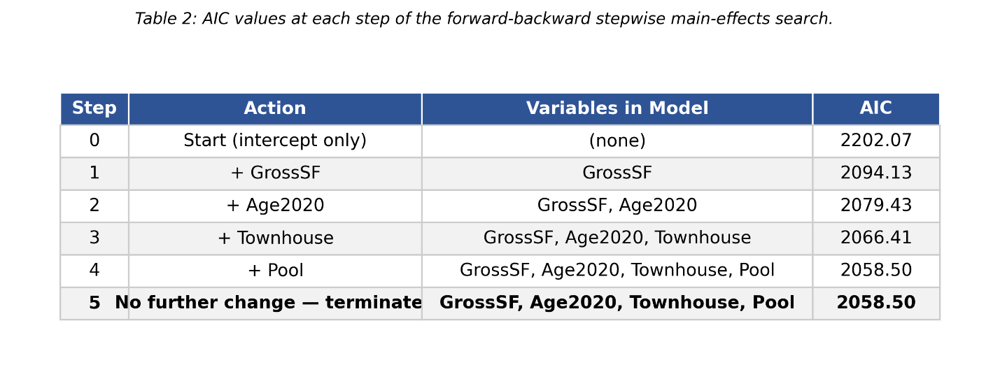 Table 2: AIC values at each step of the forward-backward stepwise main-effects search.
Step Action Variables in Model AIC
0 Start (intercept only) (none) 2202.07
1 + GrossSF GrossSF 2094.13
2 + Age2020 GrossSF, Age2020 2079.43
3 + Townhouse GrossSF, Age2020, Townhouse 2066.41
4 + Pool GrossSF, Age2020, Townhouse, Pool 2058.50
5 No further change — terminate GrossSF, Age2020, Townhouse, Pool 2058.50